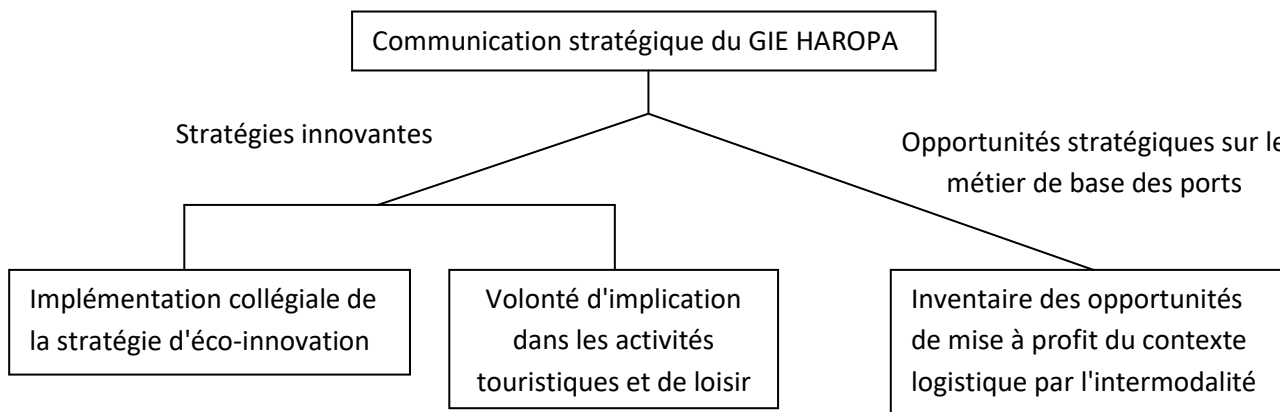 Communication stratégique du GIE HAROPA
Stratégies innovantes
Opportunités stratégiques sur le
métier de base des ports
Implémentation collégiale de
la stratégie d'éco-innovation
Volonté d'implication
dans les activités
touristiques et de loisir
Inventaire des opportunités
de mise à profit du contexte
logistique par l'intermodalité